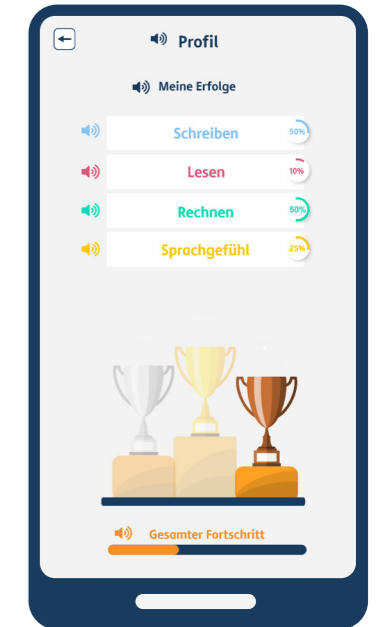 Profil
Meine Erfolge
Schreiben 50%
Lesen 10%
Rechnen 50%
Sprachgefühl 25%
Gesamter Fortschritt